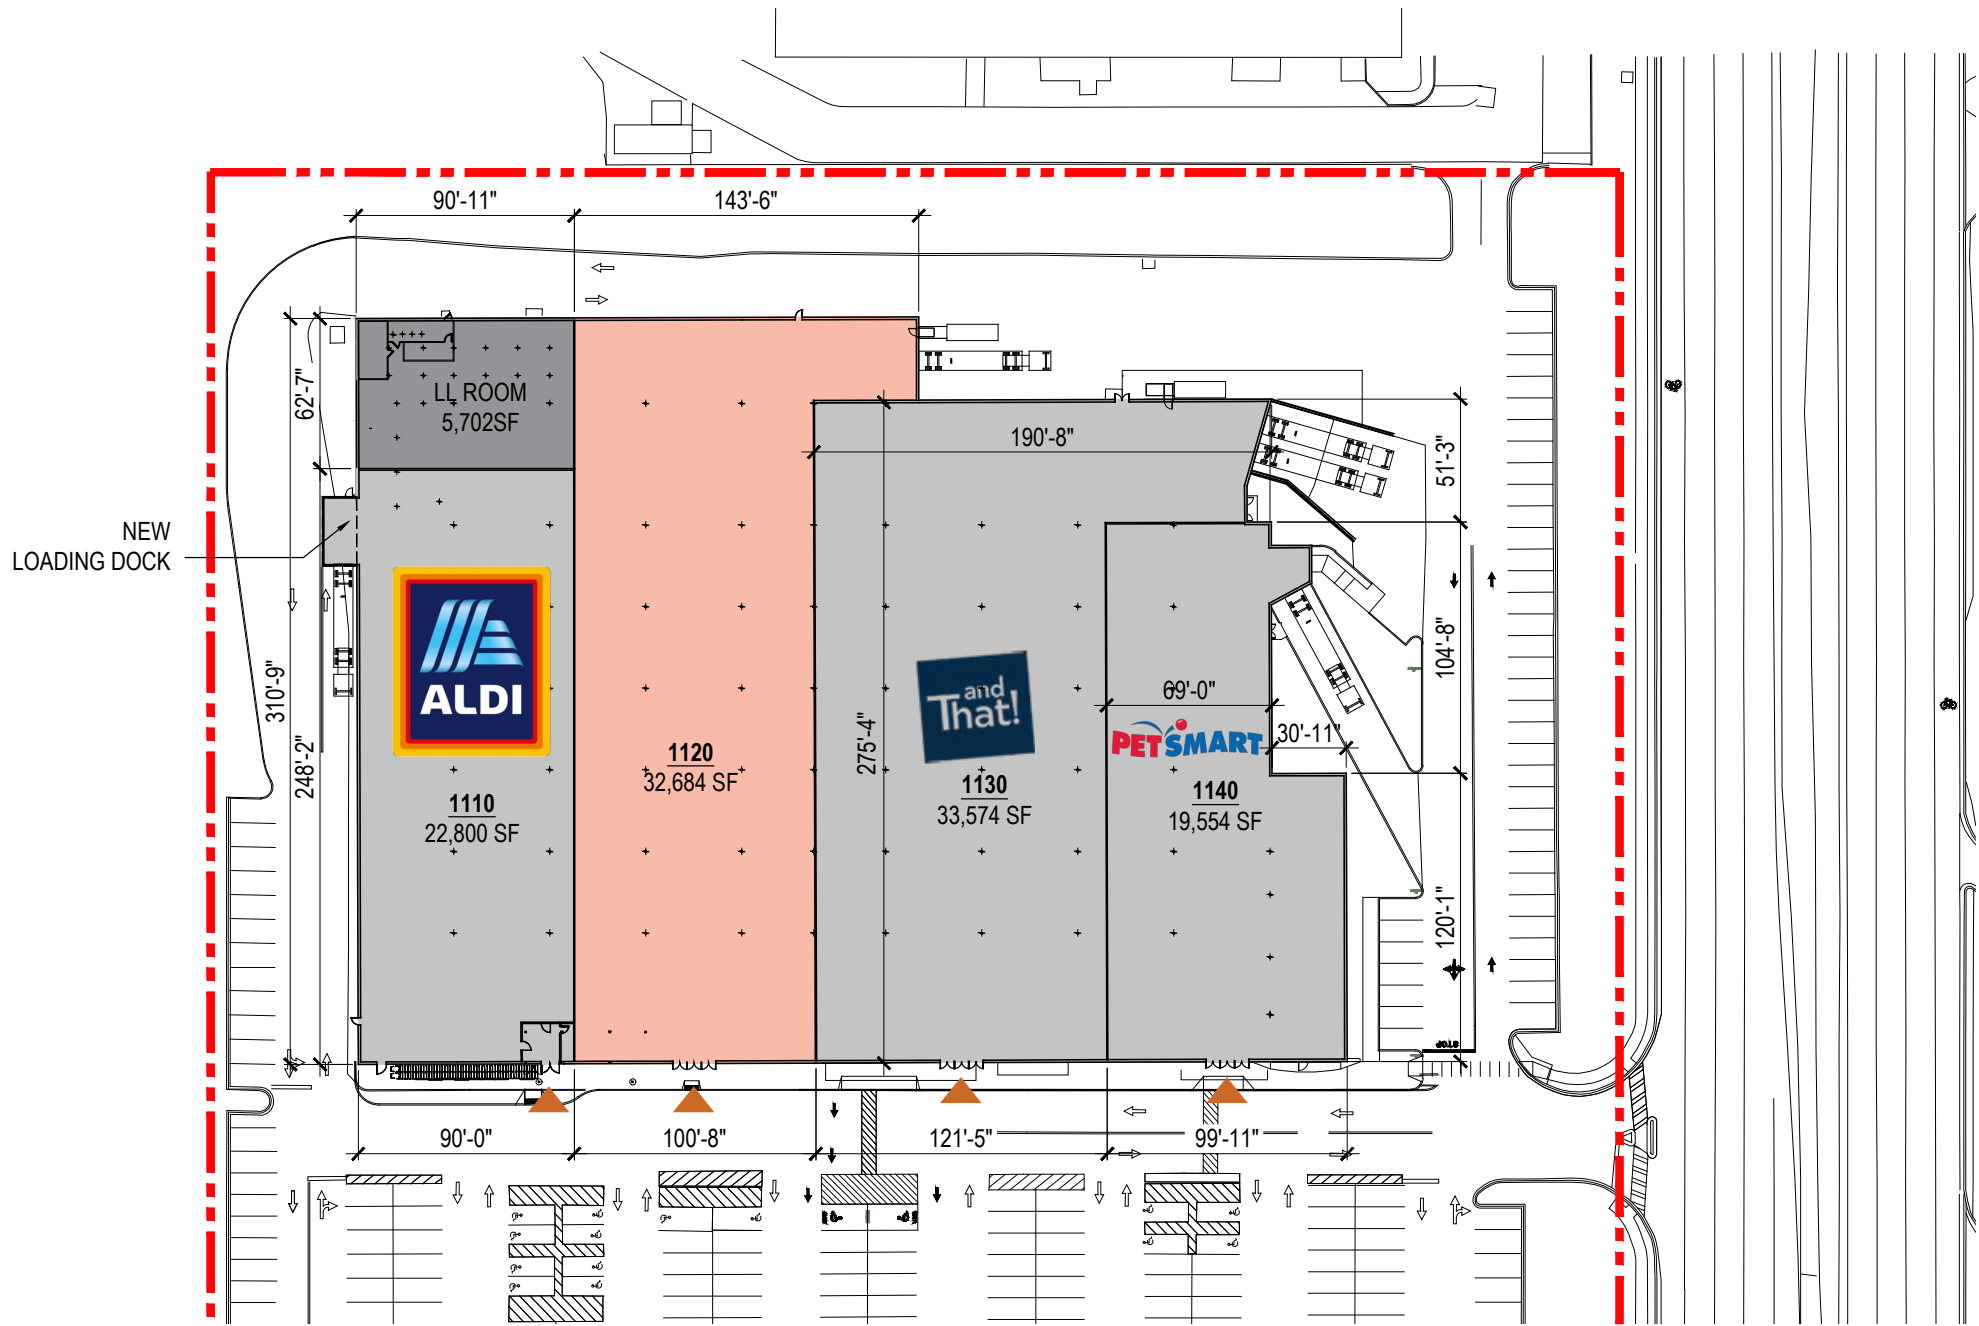 90'-11"
143'-6"
62'-7"
LL ROOM
5,702SF
190'-8"
51'-3"
NEW
LOADING DOCK
ALDI
and
That!
310'-9"
248'-2"
275'-4"
104'-8"
69'-0"
PETSMART
30'-11"
1120
32,684 SF
1130
33,574 SF
1140
19,554 SF
1110
22,800 SF
120'-1"
STOP
90'-0"
100'-8"
121'-5"
99'-11"